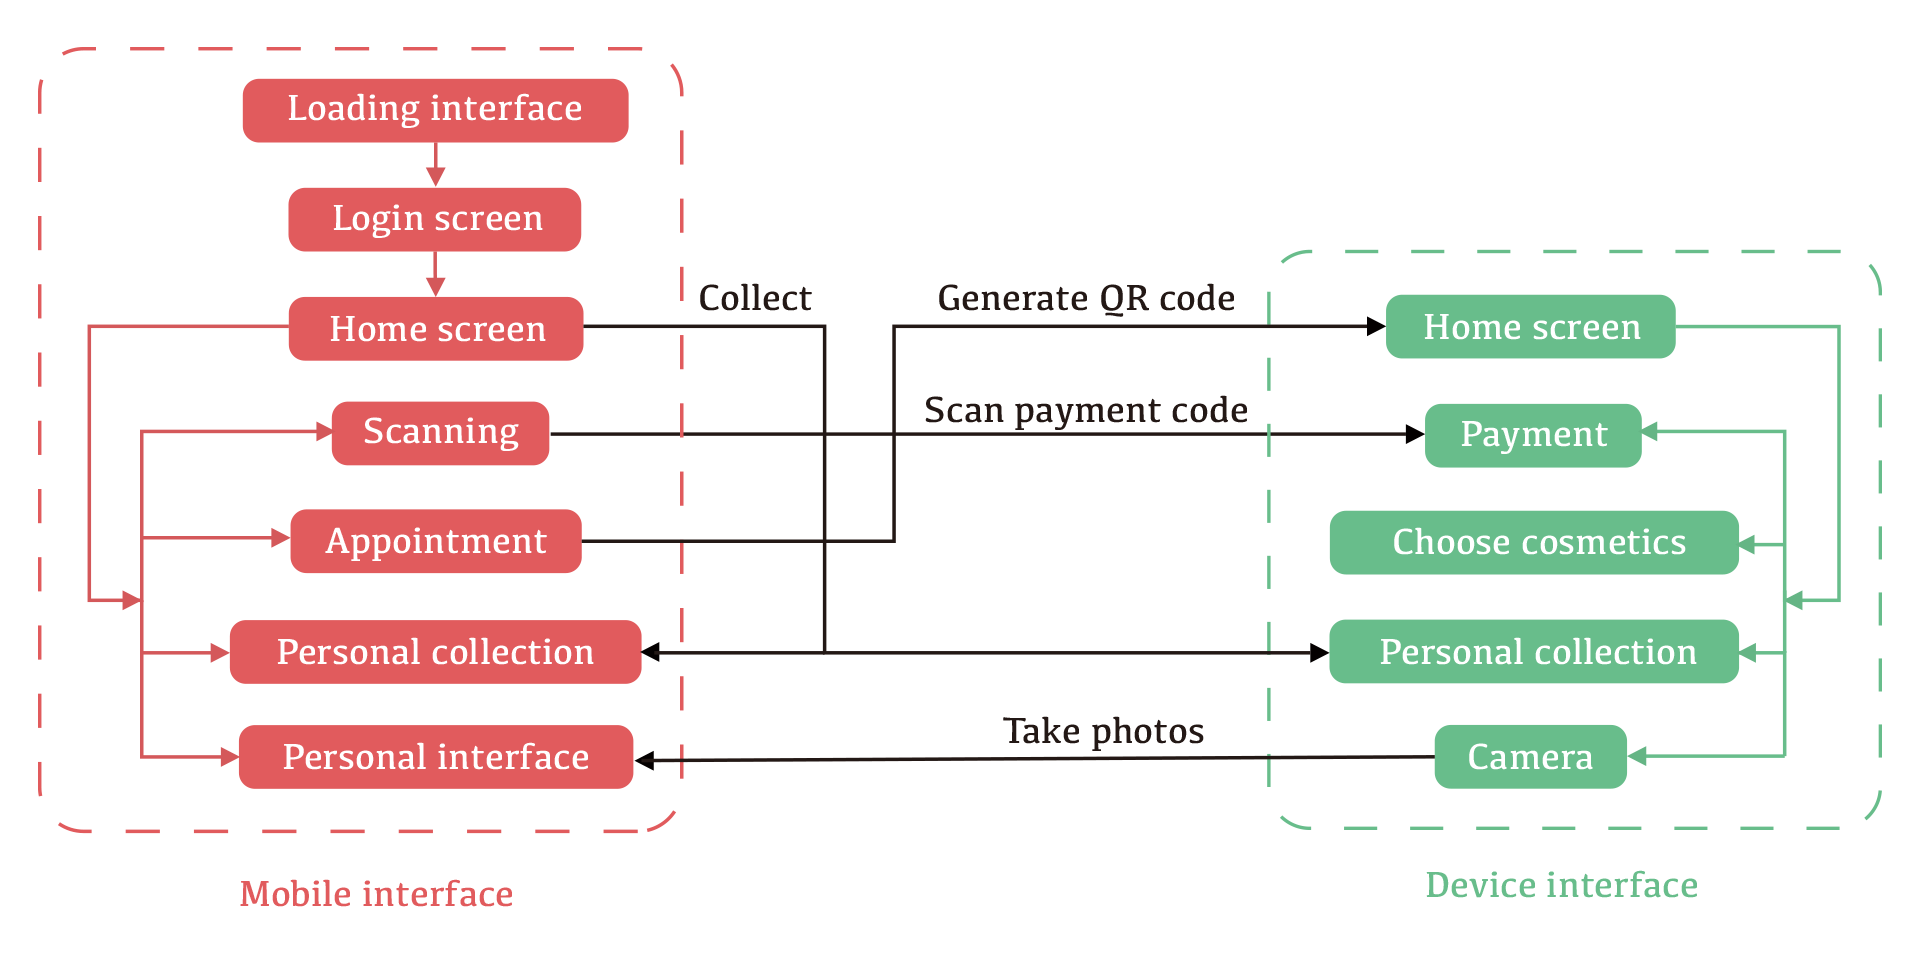 Loading interface
Login screen
Home screen
Scanning
Appointment
Personal collection
Personal interface
Mobile interface
Collect
Generate QR code
Scan payment code
Take photos
Home screen
Payment
Choose cosmetics
Personal collection
Camera
Device interface